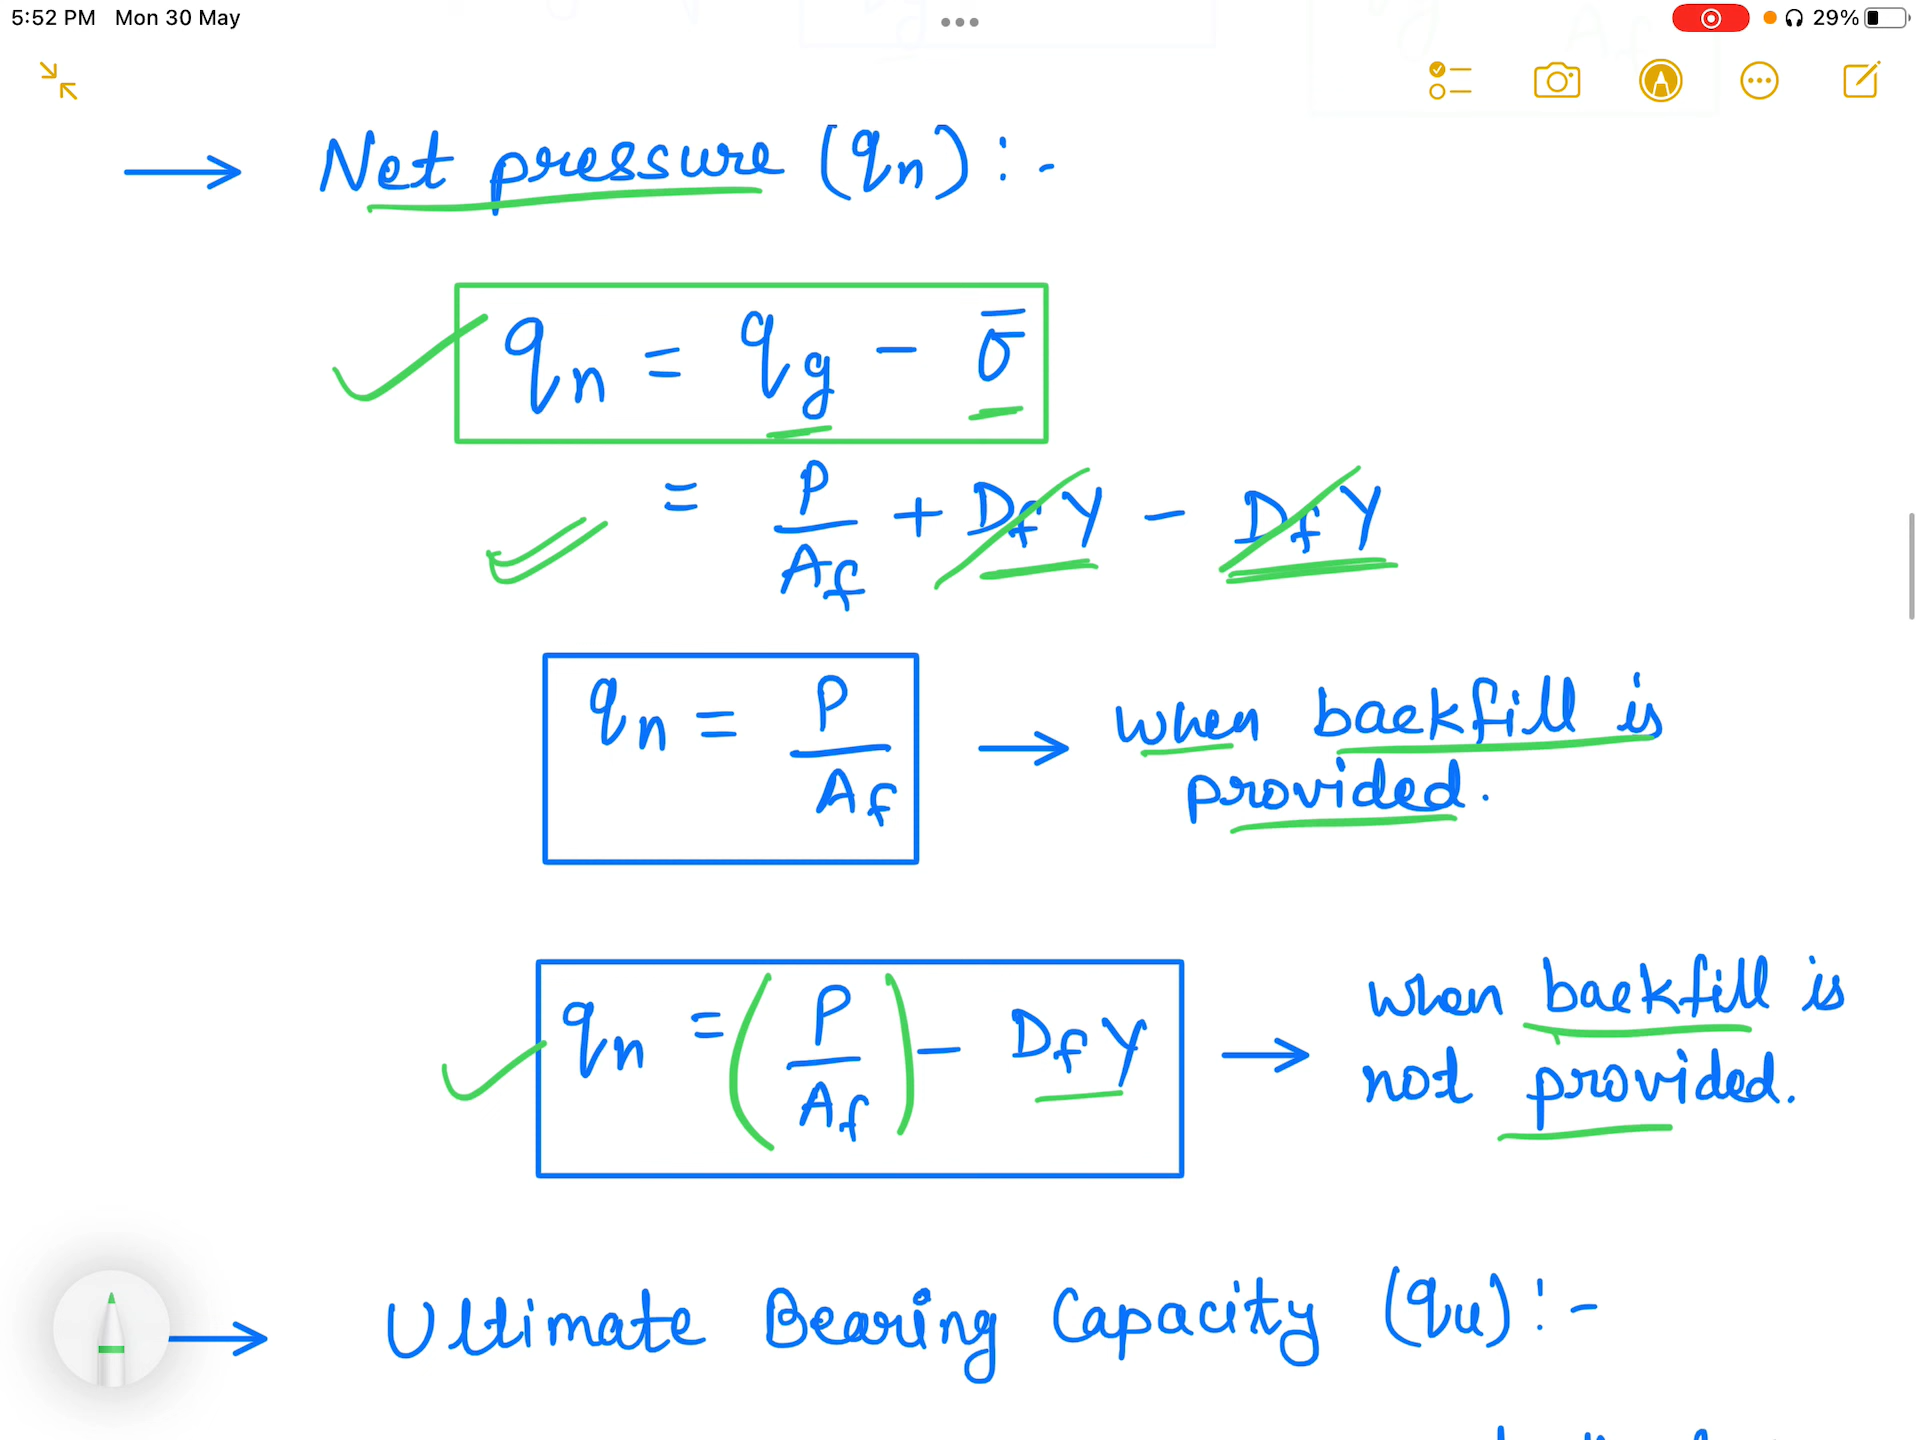 5:52 PM Mon 30 May
29%
→ Net pressure (qn) :-
qn = qg - σ̄
= P/Af + Df γ - Df γ
qn = P/Af → when backfill is
provided.
qn = (P/Af) - Df γ → when backfill is
not provided.
→ Ultimate Bearing Capacity (qu) :-